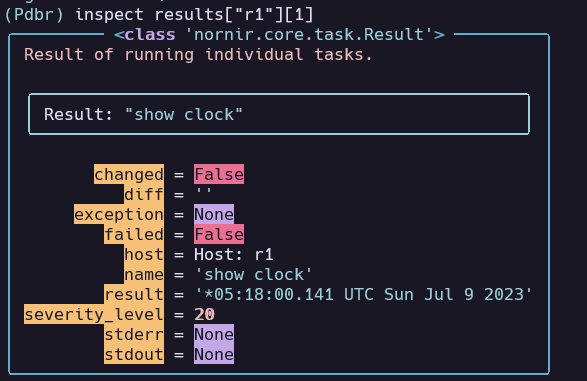 (Pdbr) inspect results["r1"][1]
<class 'nornir.core.task.Result'>
Result of running individual tasks.
Result: "show clock"
changed = False
diff = ''
exception = None
failed = False
host = Host: r1
name = 'show clock'
result = '*05:18:00.141 UTC Sun Jul 9 2023'
severity_level = 20
stderr = None
stdout = None